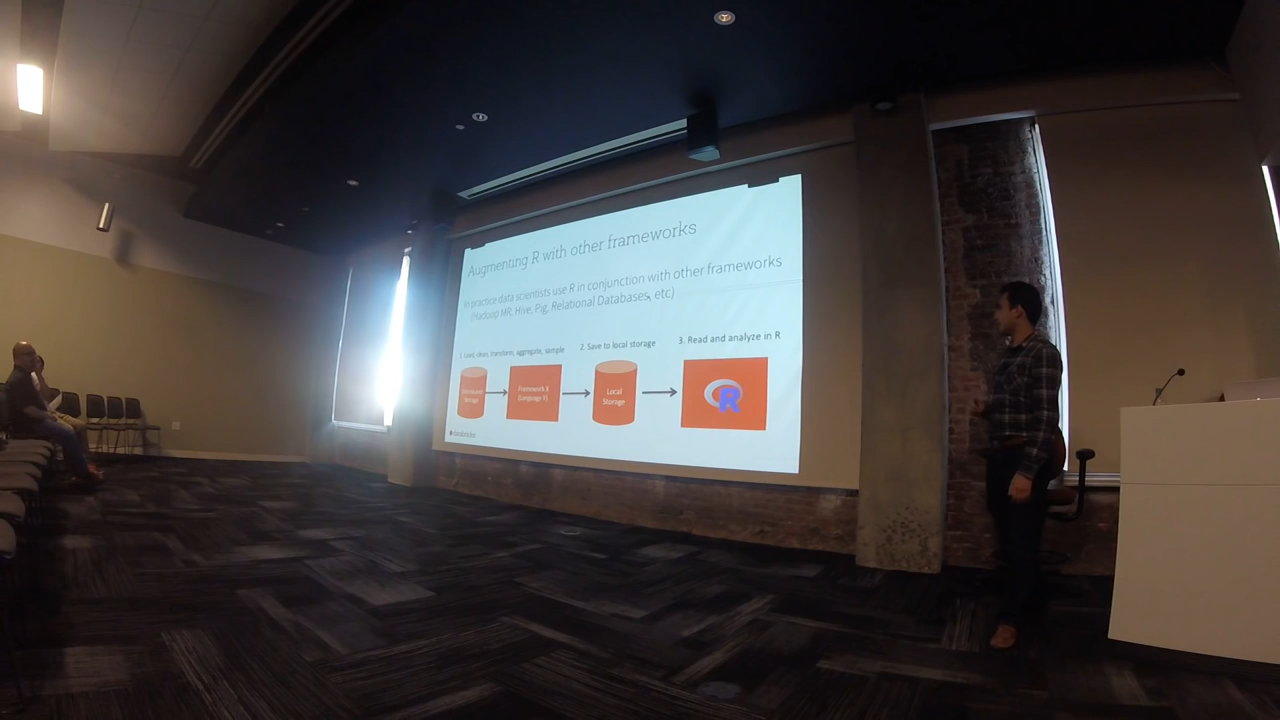 Augmenting R with other frameworks
In practice data scientists use R in conjunction with other frameworks
(Hadoop MR, Hive, Pig, Relational Databases, etc)
1. Load, clean, transform, aggregate, sample
2. Save to local storage
3. Read and analyze in R
Storage
Framework X
(Language Y)
Local
Storage
R
databricks